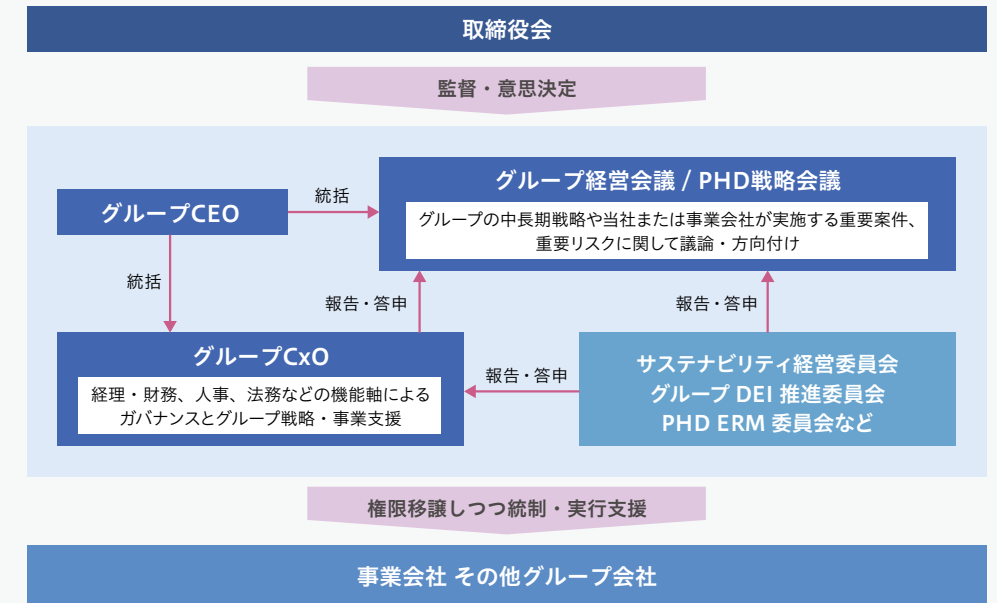 取締役会
監督・意思決定
グループCEO
統括
グループ経営会議 / PHD戦略会議
グループの中長期戦略や当社または事業会社が実施する重要案件、
重要リスクに関して議論・方向付け
統括
報告・答申
報告・答申
グループCxO
経理・財務、人事、法務などの機能軸による
ガバナンスとグループ戦略・事業支援
報告・答申
サステナビリティ経営委員会
グループ DEI 推進委員会
PHD ERM 委員会など
権限移譲しつつ統制・実行支援
事業会社 その他グループ会社